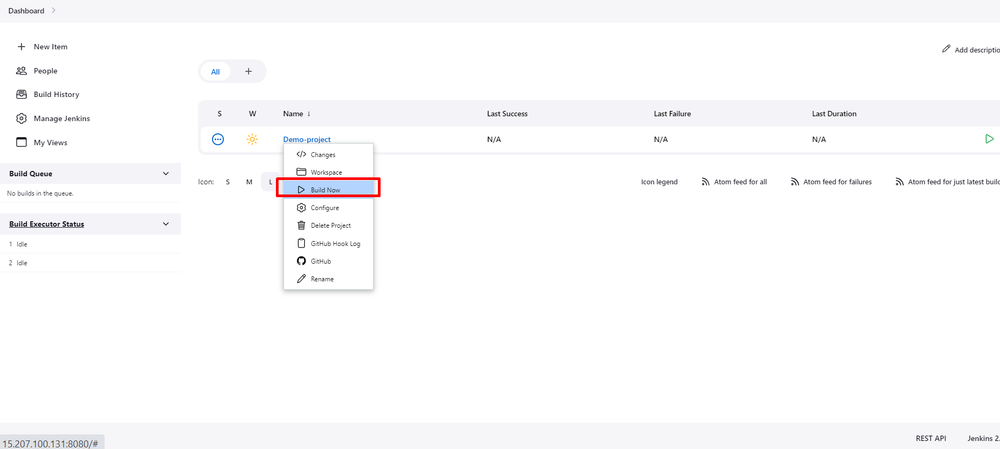 Dashboard
New Item
People
Build History
Manage Jenkins
My Views
Build Queue
No builds in the queue.
Build Executor Status
1 Idle
2 Idle
Add descriptio
All +
S W Name ↓ Last Success Last Failure Last Duration
Demo-project N/A N/A N/A
Changes
Workspace
Build Now
Configure
Delete Project
GitHub Hook Log
GitHub
Rename
Icon: S M L
Icon legend Atom feed for all Atom feed for failures Atom feed for just latest build
REST API Jenkins 2.
15.207.100.131:8080/#